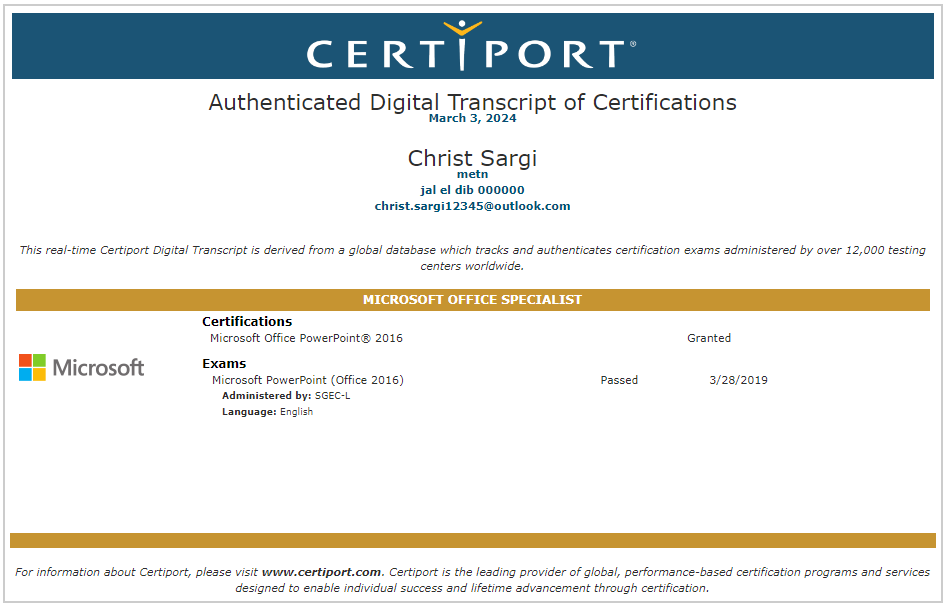 CERTIPORT®
Authenticated Digital Transcript of Certifications
March 3, 2024
Christ Sargi
metn
jal el dib 000000
christ.sargi12345@outlook.com
This real-time Certiport Digital Transcript is derived from a global database which tracks and authenticates certification exams administered by over 12,000 testing
centers worldwide.
MICROSOFT OFFICE SPECIALIST
Certifications
Microsoft Office PowerPoint® 2016 Granted
Microsoft
Exams
Microsoft PowerPoint (Office 2016) Passed 3/28/2019
Administered by: SGEC-L
Language: English
For information about Certiport, please visit www.certiport.com. Certiport is the leading provider of global, performance-based certification programs and services
designed to enable individual success and lifetime advancement through certification.